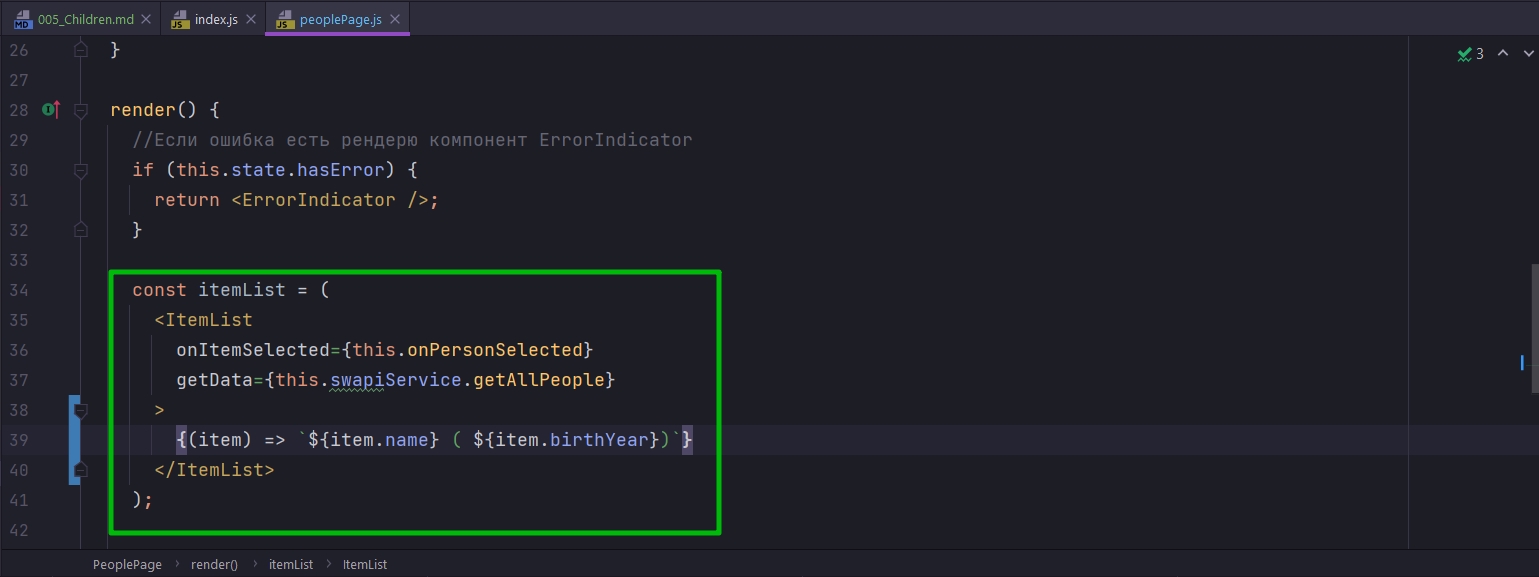 MD 005_Children.md
JS index.js
JS peoplePage.js
3
26 }
27
28 render() {
29 //Если ошибка есть рендерю компонент ErrorIndicator
30 if (this.state.hasError) {
31 return <ErrorIndicator />;
32 }
33
34 const itemList = (
35 <ItemList
36 onItemSelected={this.onPersonSelected}
37 getData={this.swapiService.getAllPeople}
38 >
39 {(item) => `${item.name} ( ${item.birthYear})`}
40 </ItemList>
41 );
42
PeoplePage › render() › itemList › ItemList